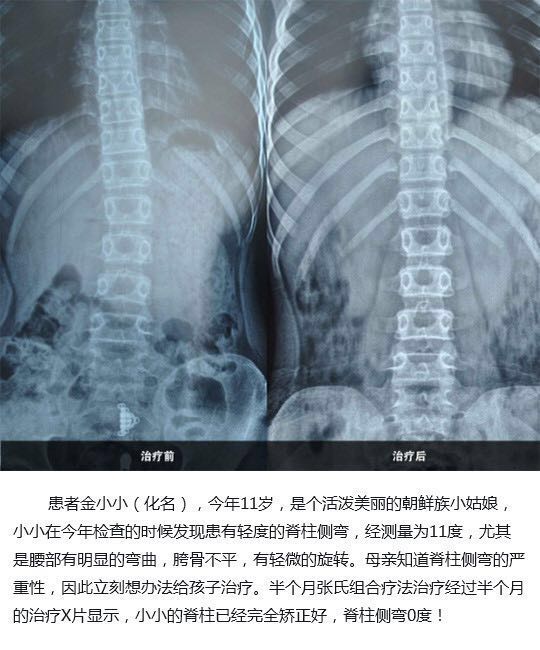 治疗前
治疗后
患者金小小（化名），今年11岁，是个活泼美丽的朝鲜族小姑娘，
小小在今年检查的时候发现患有轻度的脊柱侧弯，经测量为11度，尤其
是腰部有明显的弯曲，胯骨不平，有轻微的旋转。母亲知道脊柱侧弯的严
重性，因此立刻想办法给孩子治疗。半个月张氏组合疗法治疗经过半个月
的治疗X片显示，小小的脊柱已经完全矫正好，脊柱侧弯0度！